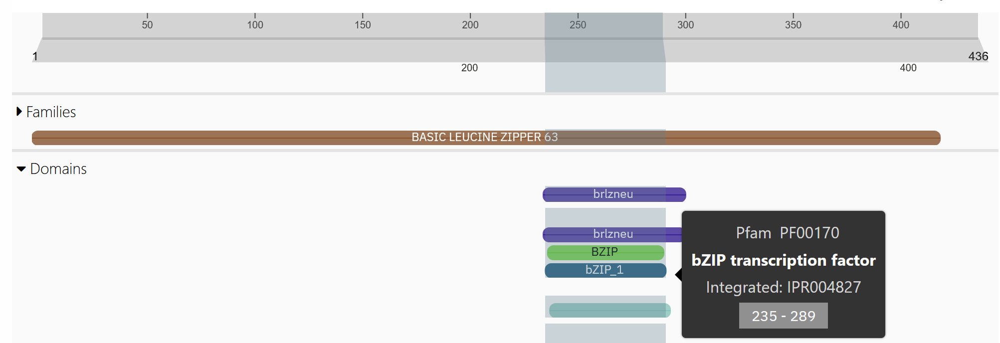 50 100 150 200 250 300 350 400
1 436
200 400
Families
BASIC LEUCINE ZIPPER 63
Domains
brlzneu
brlzneu
BZIP
bZIP_1
Pfam PF00170
bZIP transcription factor
Integrated: IPR004827
235 - 289